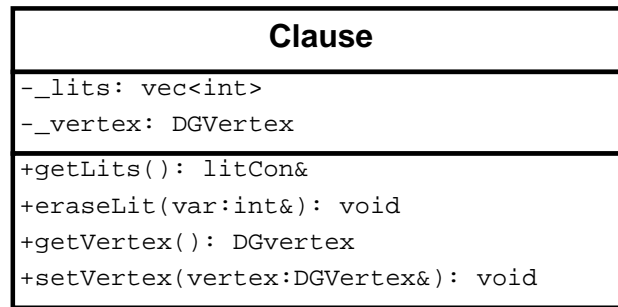 Clause
-_lits: vec<int>
-_vertex: DGVertex
+getLits(): litCon&
+eraseLit(var:int&): void
+getVertex(): DGvertex
+setVertex(vertex:DGVertex&): void